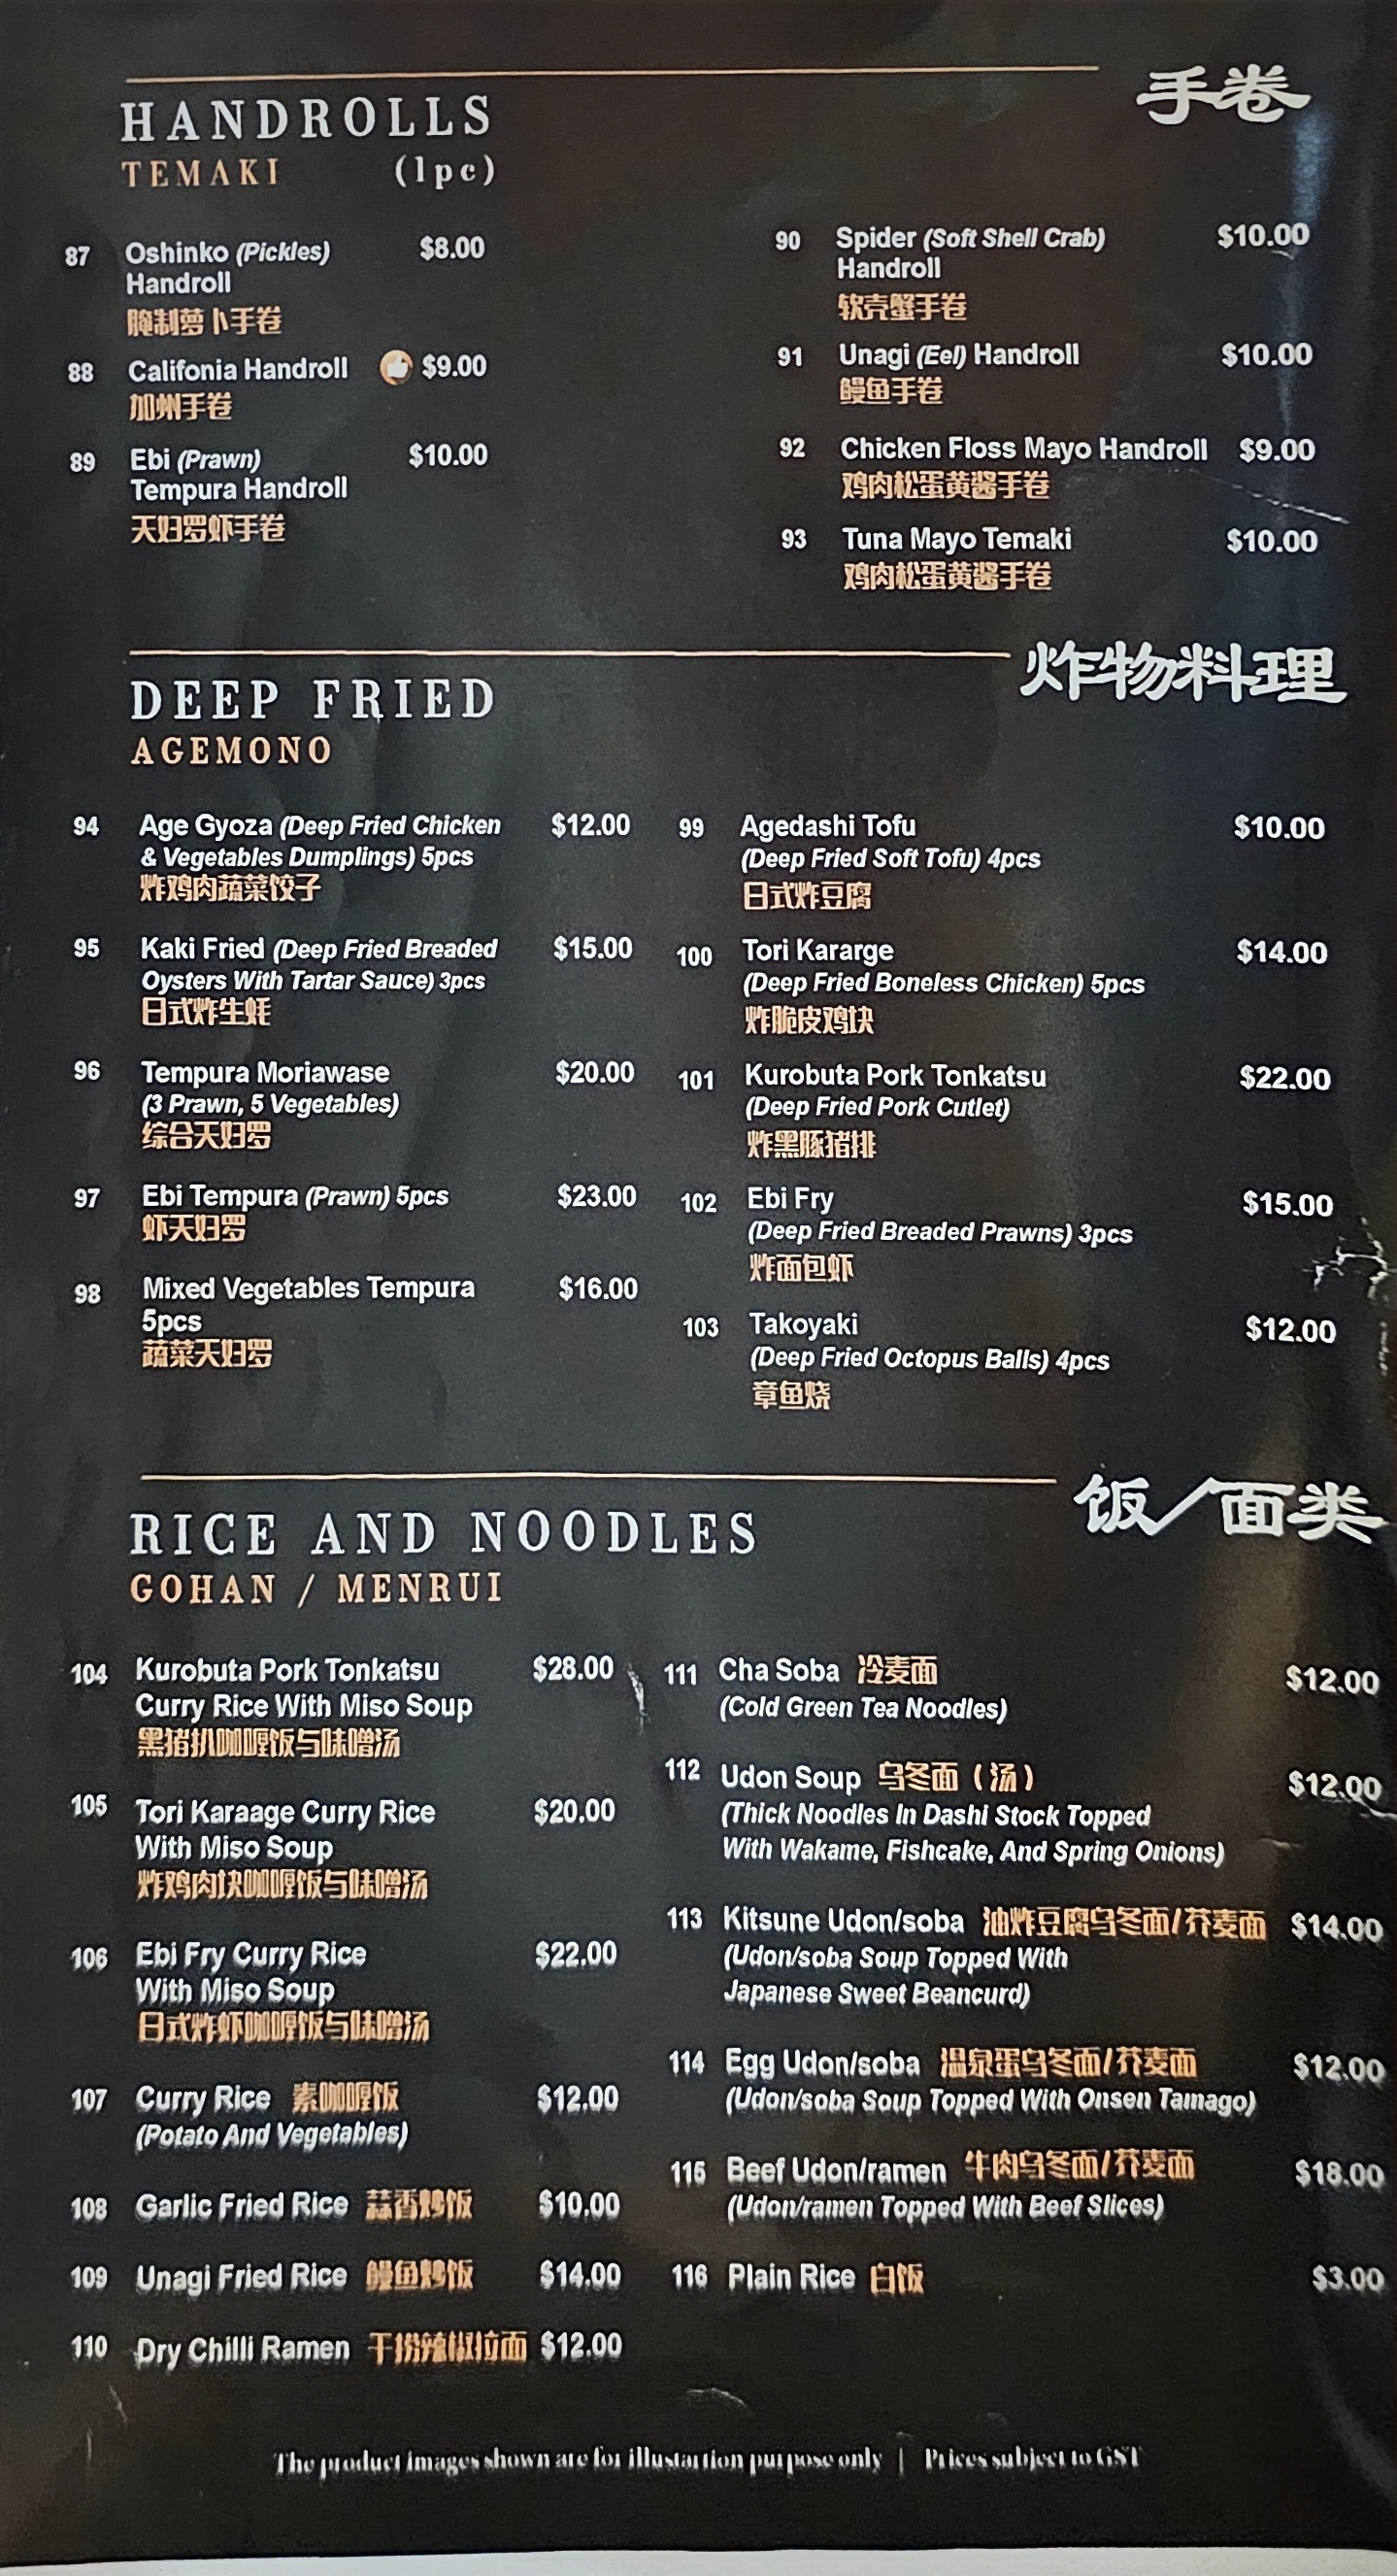 手卷
HANDROLLS
TEMAKI (1pc)
87 Oshinko (Pickles) $8.00
Handroll
腌制萝卜手卷
88 Califonia Handroll $9.00
加州手卷
89 Ebi (Prawn) $10.00
Tempura Handroll
天妇罗虾手卷
90 Spider (Soft Shell Crab) $10.00
Handroll
软壳蟹手卷
91 Unagi (Eel) Handroll $10.00
鳗鱼手卷
92 Chicken Floss Mayo Handroll $9.00
鸡肉松蛋黄酱手卷
93 Tuna Mayo Temaki $10.00
鸡肉松蛋黄酱手卷
炸物料理
DEEP FRIED
AGEMONO
94 Age Gyoza (Deep Fried Chicken $12.00
& Vegetables Dumplings) 5pcs
炸鸡肉蔬菜饺子
95 Kaki Fried (Deep Fried Breaded $15.00
Oysters With Tartar Sauce) 3pcs
日式炸生蚝
96 Tempura Moriawase $20.00
(3 Prawn, 5 Vegetables)
综合天妇罗
97 Ebi Tempura (Prawn) 5pcs $23.00
虾天妇罗
98 Mixed Vegetables Tempura $16.00
5pcs
蔬菜天妇罗
99 Agedashi Tofu $10.00
(Deep Fried Soft Tofu) 4pcs
日式炸豆腐
100 Tori Kararge $14.00
(Deep Fried Boneless Chicken) 5pcs
炸脆皮鸡块
101 Kurobuta Pork Tonkatsu $22.00
(Deep Fried Pork Cutlet)
炸黑豚猪排
102 Ebi Fry $15.00
(Deep Fried Breaded Prawns) 3pcs
炸面包虾
103 Takoyaki $12.00
(Deep Fried Octopus Balls) 4pcs
章鱼烧
饭/面类
RICE AND NOODLES
GOHAN / MENRUI
104 Kurobuta Pork Tonkatsu $28.00
Curry Rice With Miso Soup
黑猪扒咖喱饭与味噌汤
105 Tori Karaage Curry Rice $20.00
With Miso Soup
炸鸡肉块咖喱饭与味噌汤
106 Ebi Fry Curry Rice $22.00
With Miso Soup
日式炸虾咖喱饭与味噌汤
107 Curry Rice 素咖喱饭 $12.00
(Potato And Vegetables)
108 Garlic Fried Rice 蒜香炒饭 $10.00
109 Unagi Fried Rice 鳗鱼炒饭 $14.00
110 Dry Chilli Ramen 干捞辣椒拉面 $12.00
111 Cha Soba 冷麦面 $12.00
(Cold Green Tea Noodles)
112 Udon Soup 乌冬面（汤） $12.00
(Thick Noodles In Dashi Stock Topped
With Wakame, Fishcake, And Spring Onions)
113 Kitsune Udon/soba 油炸豆腐乌冬面/荞麦面 $14.00
(Udon/soba Soup Topped With
Japanese Sweet Beancurd)
114 Egg Udon/soba 温泉蛋乌冬面/荞麦面 $12.00
(Udon/soba Soup Topped With Onsen Tamago)
115 Beef Udon/ramen 牛肉乌冬面/荞麦面 $18.00
(Udon/ramen Topped With Beef Slices)
116 Plain Rice 白饭 $3.00
The product images shown are for illustartion purpose only | Prices subject to GST